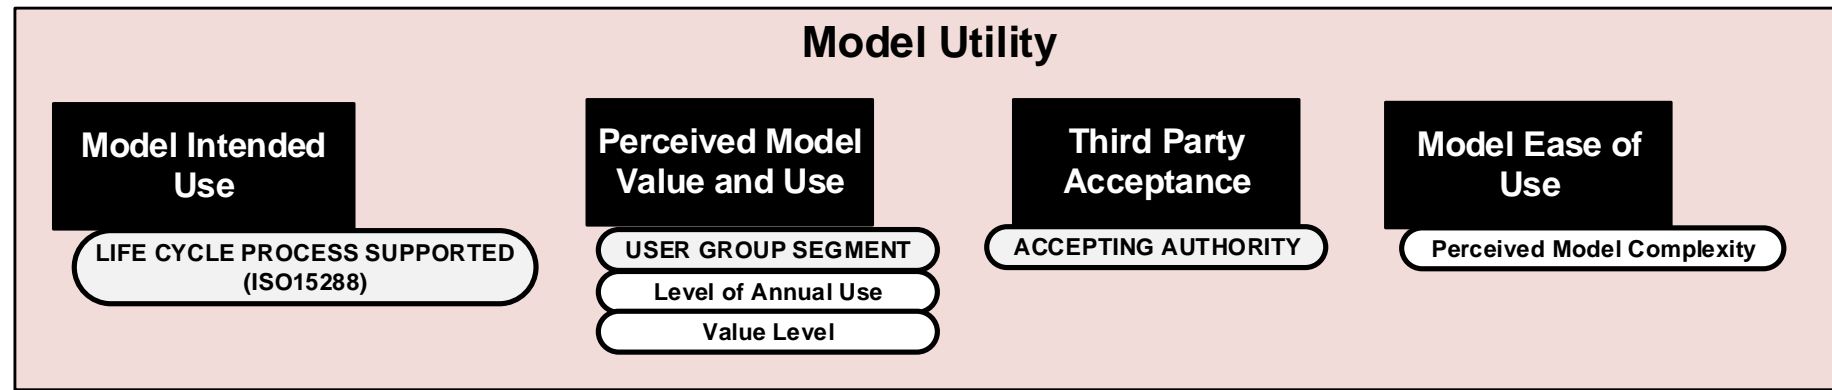 Model Utility
Model Intended
Use
LIFE CYCLE PROCESS SUPPORTED
(ISO15288)
Perceived Model
Value and Use
USER GROUP SEGMENT
Level of Annual Use
Value Level
Third Party
Acceptance
ACCEPTING AUTHORITY
Model Ease of
Use
Perceived Model Complexity